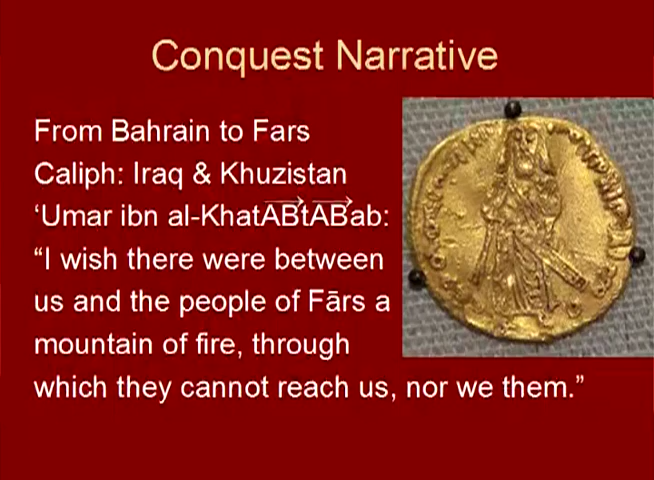 Conquest Narrative
From Bahrain to Fars
Caliph: Iraq & Khuzistan
‘Umar ibn al-KhatABtABab:
“I wish there were between
us and the people of Fārs a
mountain of fire, through
which they cannot reach us, nor we them.”